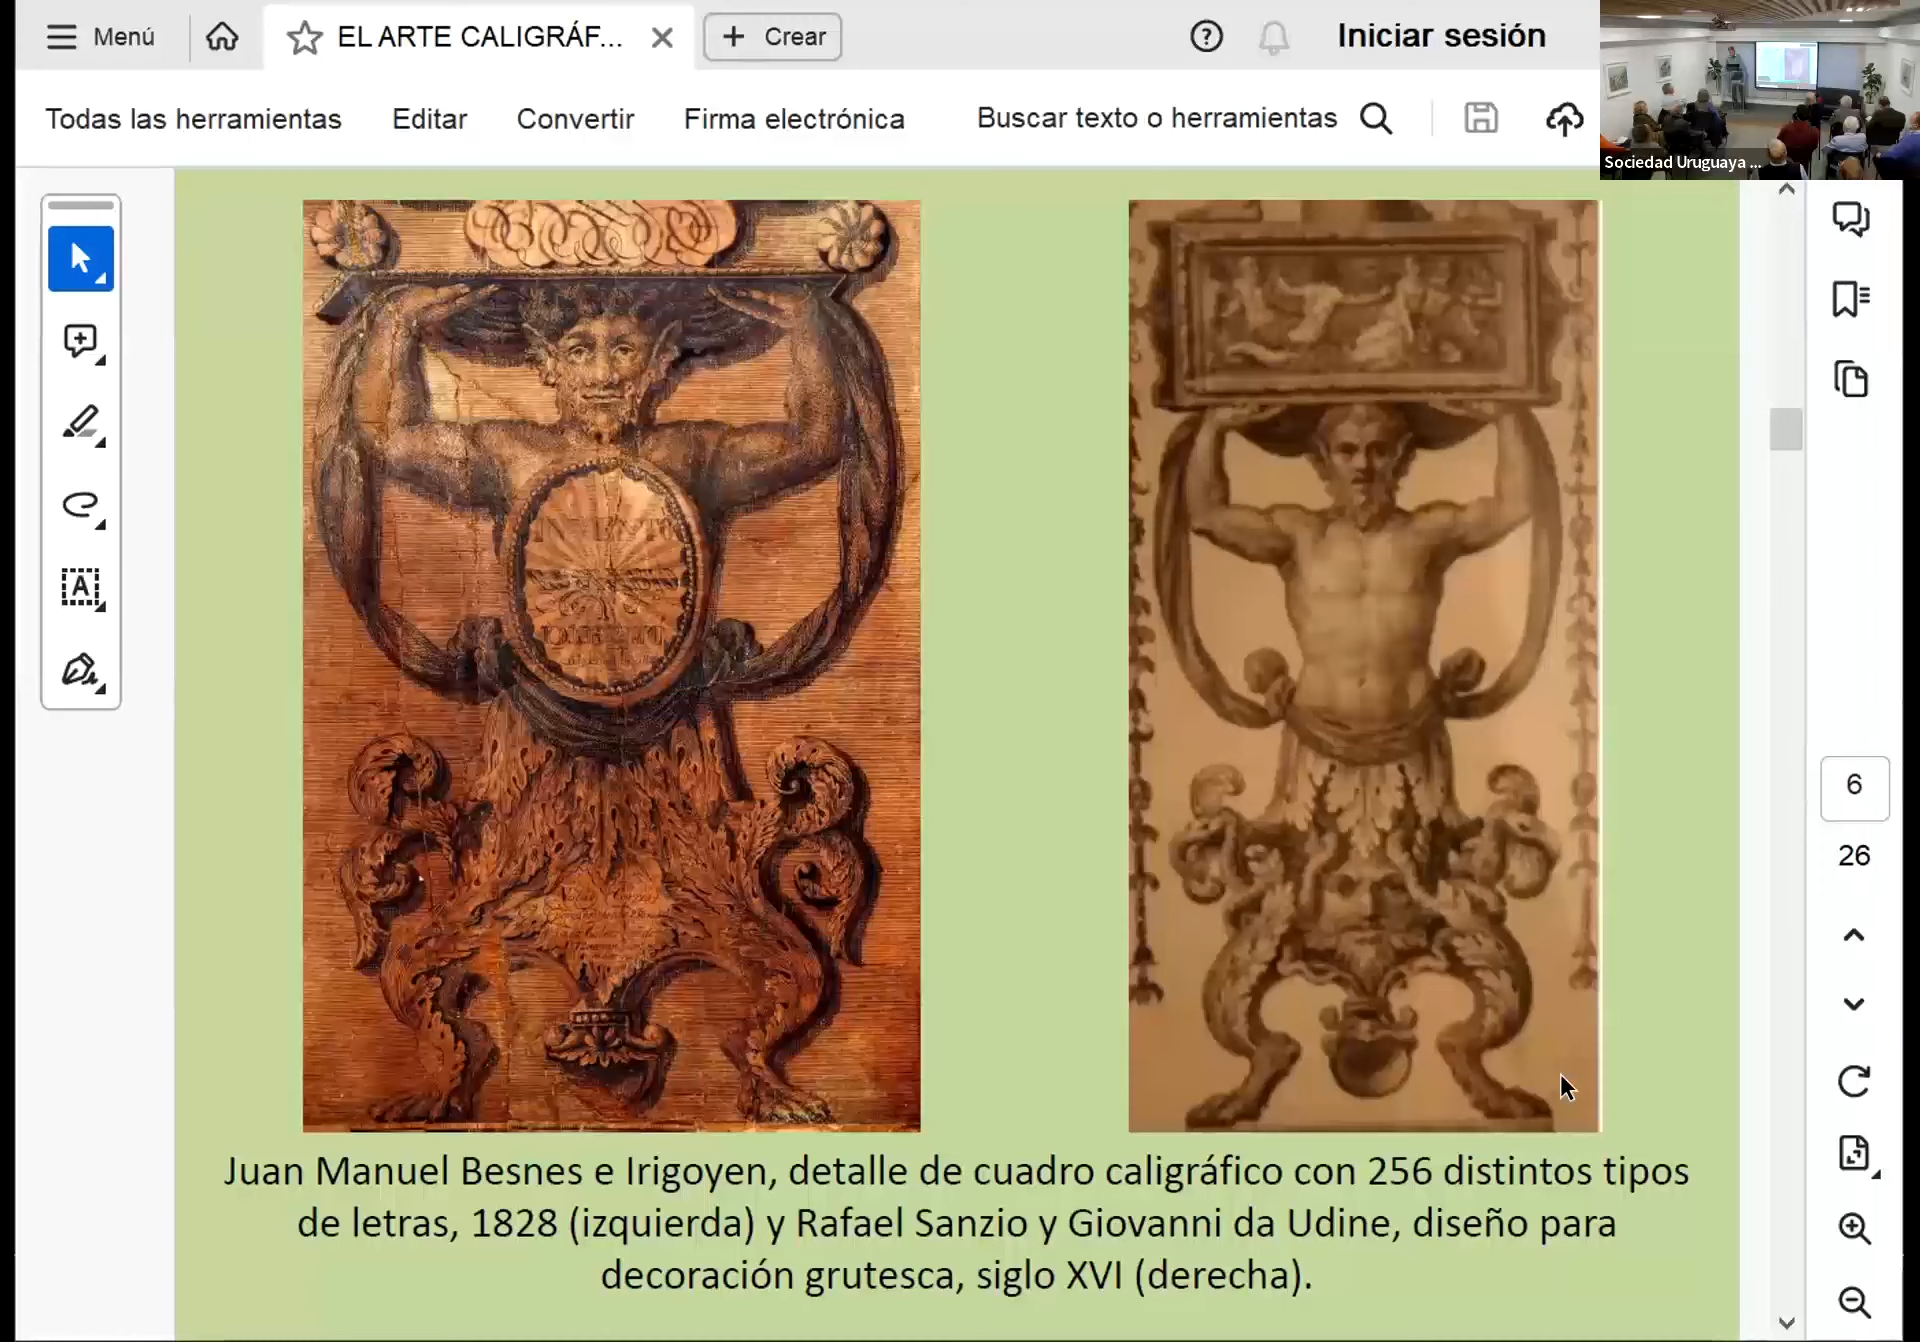 Menú
EL ARTE CALIGRÁF...
Crear
Iniciar sesión
Todas las herramientas
Editar
Convertir
Firma electrónica
Buscar texto o herramientas
Sociedad Uruguaya ...
A
6
26
Juan Manuel Besnes e Irigoyen, detalle de cuadro caligráfico con 256 distintos tipos
de letras, 1828 (izquierda) y Rafael Sanzio y Giovanni da Udine, diseño para
decoración grutesca, siglo XVI (derecha).